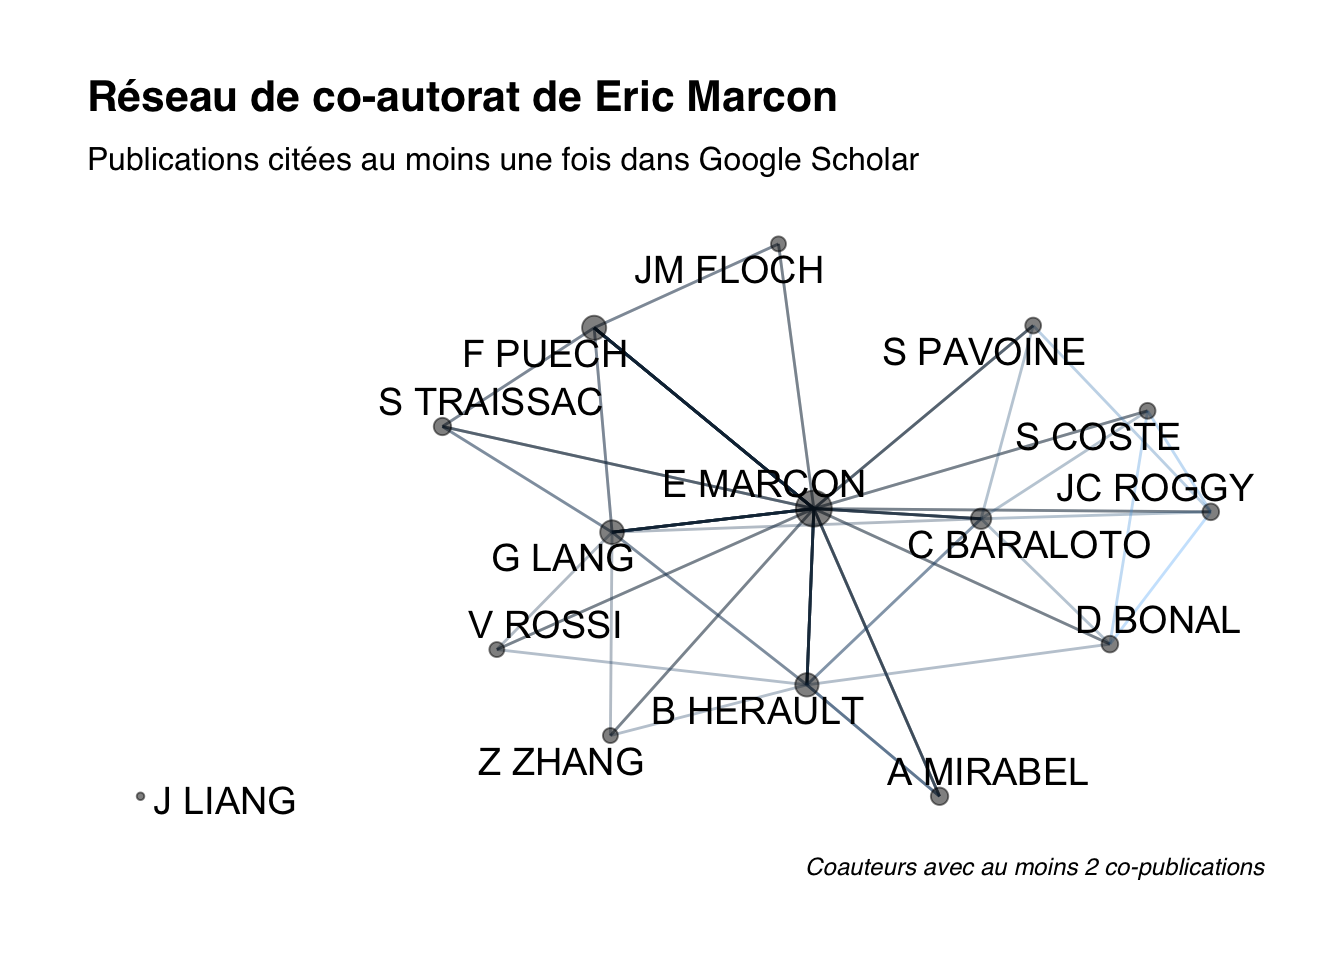 Réseau de co-autorat de Eric Marcon
Publications citées au moins une fois dans Google Scholar
JM FLOCH
F PUECH
S PAVOINE
S TRAISSAC
S COSTE
E MARCON
JC ROGGY
G LANG
C BARALOTO
V ROSSI
D BONAL
B HERAULT
Z ZHANG
A MIRABEL
J LIANG
Coauteurs avec au moins 2 co-publications